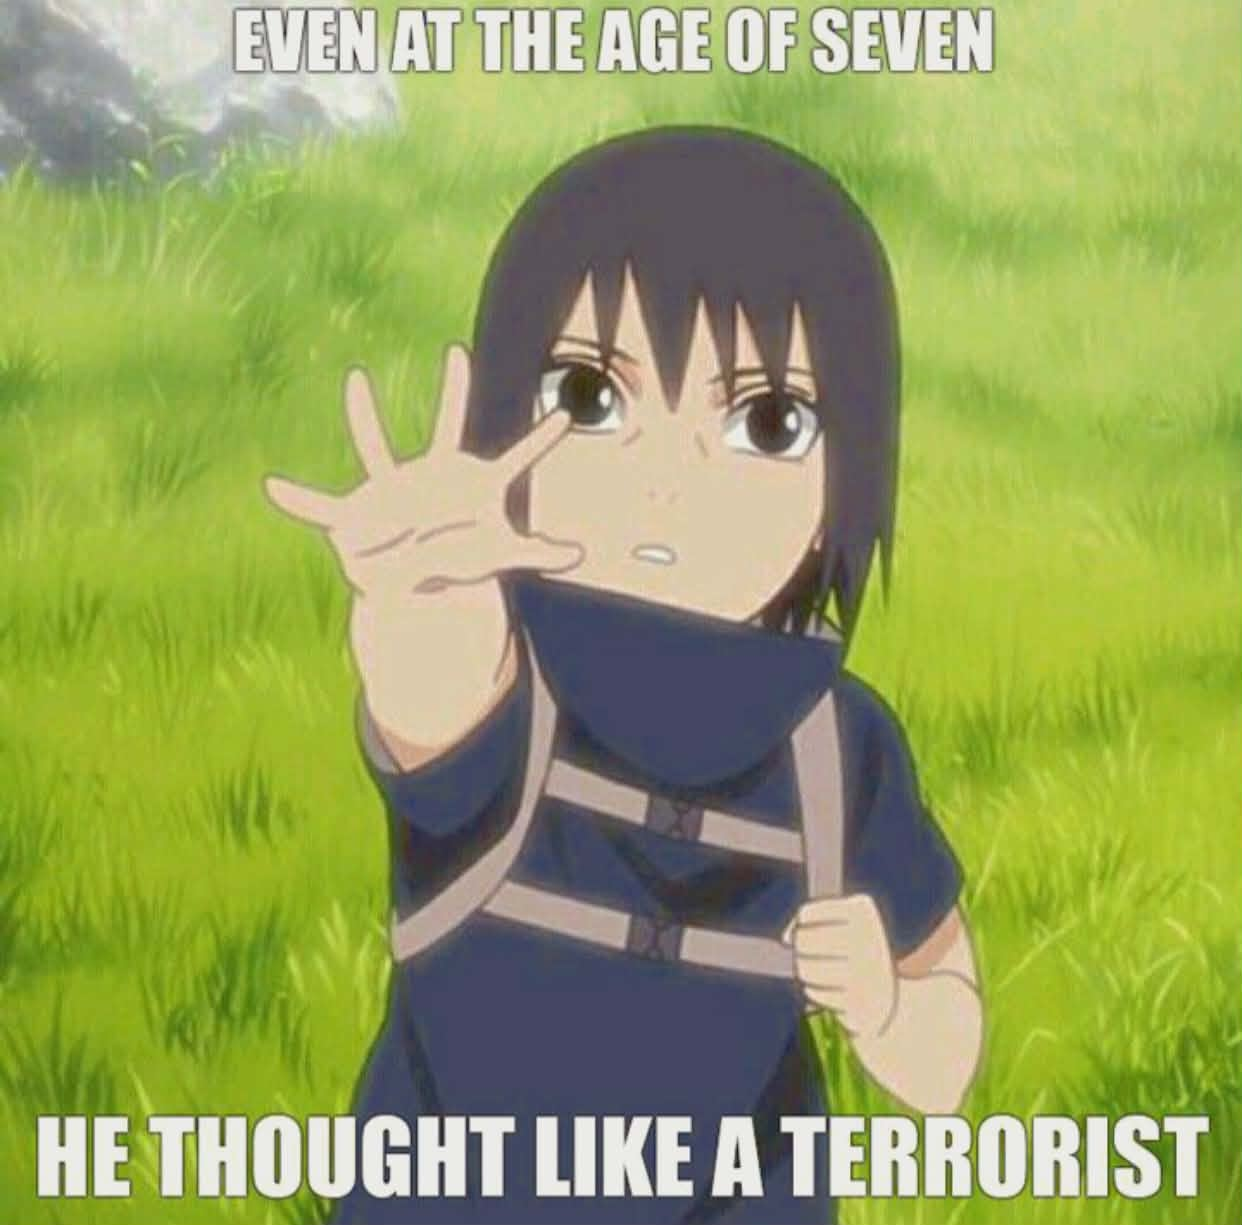 EVEN AT THE AGE OF SEVEN
HE THOUGHT LIKE A TERRORIST